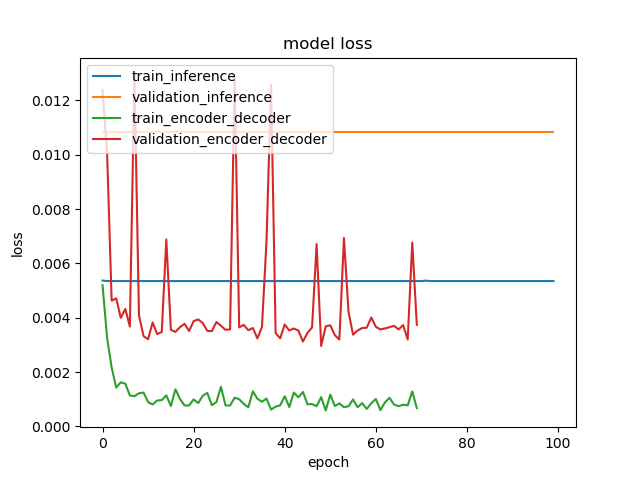 model loss
train_inference
validation_inference
train_encoder_decoder
validation_encoder_decoder
0.012
0.010
0.008
0.006
0.004
0.002
0.000
loss
0 20 40 60 80 100
epoch